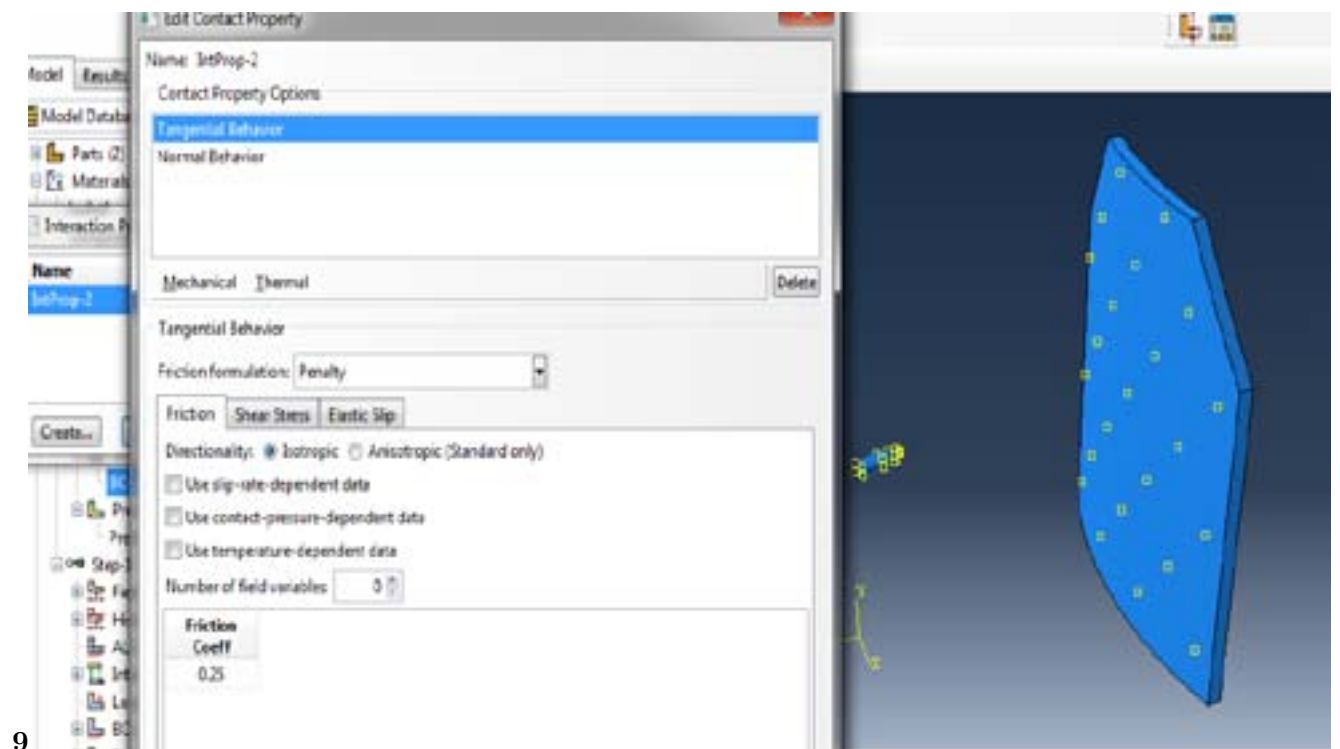 Edit Contact Property
Name: IntProp-2
Model Results
Contact Property Options
Model Databa
Tangential Behavior
Parts (2)
Normal Behavior
Materials
Interaction P
Name
Mechanical Thermal Delete
IntProp-2
Tangential Behavior
Friction formulation: Penalty
Friction Shear Stress Elastic Slip
Create...
Directionality: Isotropic Anisotropic (Standard only)
Use slip-rate-dependent data
Use contact-pressure-dependent data
Use temperature-dependent data
Step-1
Number of field variables: 0
Friction
Coeff
0.25
9